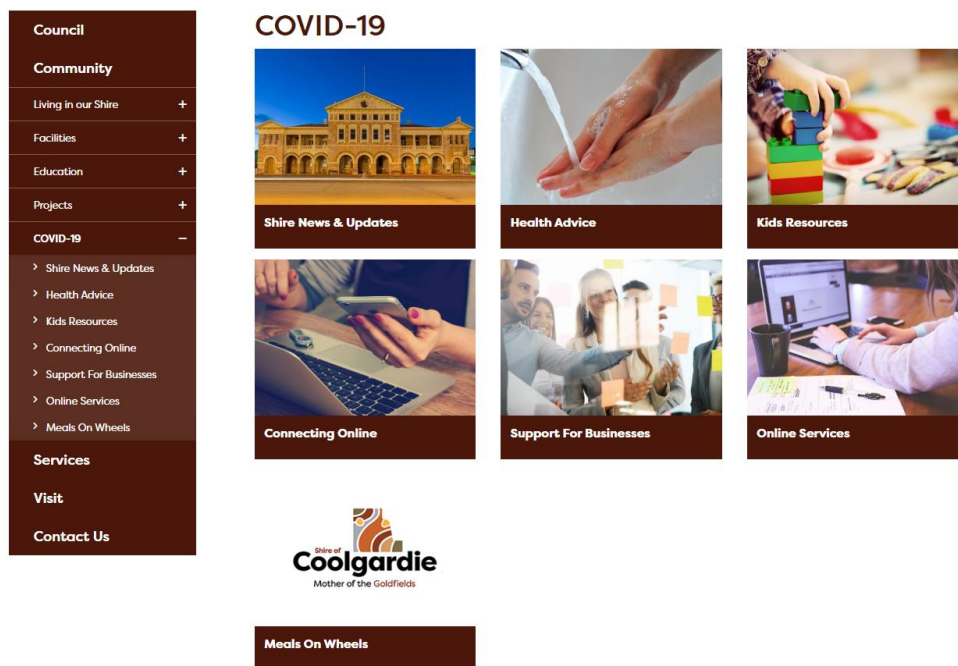 Council
Community
Living in our Shire +
Facilities +
Education +
Projects +
COVID-19 −
> Shire News & Updates
> Health Advice
> Kids Resources
> Connecting Online
> Support For Businesses
> Online Services
> Meals On Wheels
Services
Visit
Contact Us
COVID-19
Shire News & Updates
Health Advice
Kids Resources
Connecting Online
Support For Businesses
Online Services
Shire of
Coolgardie
Mother of the Goldfields
Meals On Wheels